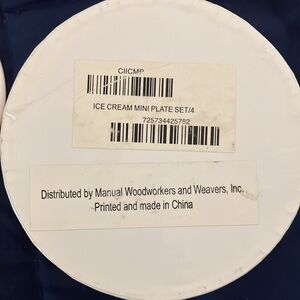 CIICMP
ICE CREAM MINI PLATE SET/4
725734425782
Distributed by Manual Woodworkers and Weavers, Inc.
Printed and made in China